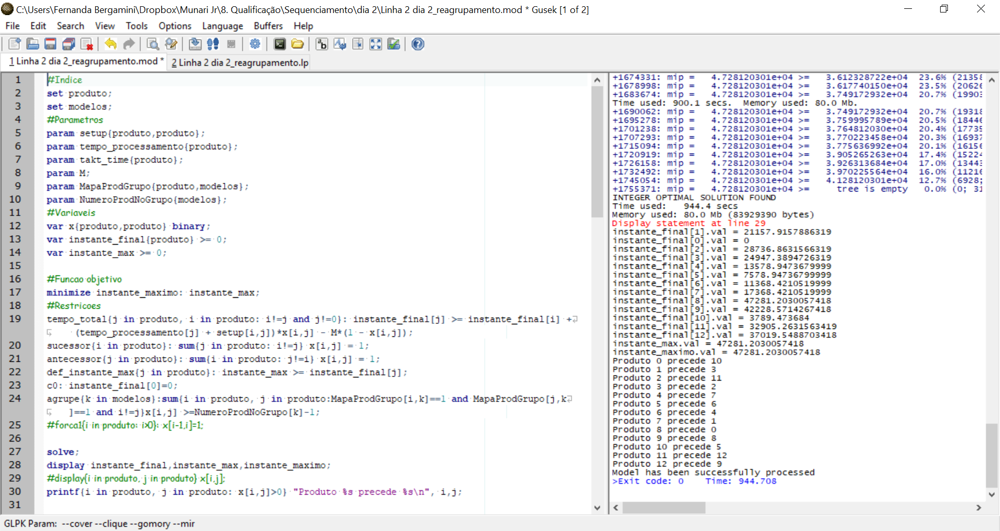 C:\Users\Fernanda Bergamini\Dropbox\Munari Jr\8. Qualificação\Sequenciamento\dia 2\Linha 2 dia 2_reagrupamento.mod * Gusek [1 of 2]
File Edit Search View Tools Options Language Buffers Help
1 Linha 2 dia 2_reagrupamento.mod * 2 Linha 2 dia 2_reagrupamento.lp
1 #Indice
2 set produto;
3 set modelos;
4 #Parametros
5 param setup{produto,produto};
6 param tempo_processamento{produto};
7 param takt_time{produto};
8 param M;
9 param MapaProdGrupo{produto,modelos};
10 param NumeroProdNoGrupo{modelos};
11 #Variaveis
12 var x{produto,produto} binary;
13 var instante_final{produto} >= 0;
14 var instante_max >= 0;
15
16 #Funcao objetivo
17 minimize instante_maximo: instante_max;
18 #Restricoes
19 tempo_total{j in produto, i in produto: i!=j and j!=0}: instante_final[j] >= instante_final[i] +
(tempo_processamento[j] + setup[i,j])*x[i,j] - M*(1 - x[i,j]);
20 sucessor{i in produto}: sum{j in produto: i!=j} x[i,j] = 1;
21 antecessor{j in produto}: sum{i in produto: j!=i} x[i,j] = 1;
22 def_instante_max{j in produto}: instante_max >= instante_final[j];
23 c0: instante_final[0]=0;
24 agrupe{k in modelos}:sum{i in produto, j in produto:MapaProdGrupo[i,k]==1 and MapaProdGrupo[j,k
]==1 and i!=j}x[i,j] >=NumeroProdNoGrupo[k]-1;
25 #forca1{i in produto: i>0}: x[i-1,i]=1;
26
27 solve;
28 display instante_final,instante_max,instante_maximo;
29 #display{i in produto, j in produto} x[i,j];
30 printf{i in produto, j in produto: x[i,j]>0} "Produto %s precede %s\n", i,j;
31
+1674331: mip = 4.728120301e+04 >= 3.612328722e+04 23.6% (21358
+1678998: mip = 4.728120301e+04 >= 3.617740150e+04 23.5% (20626
+1683674: mip = 4.728120301e+04 >= 3.749172932e+04 20.7% (19903
Time used: 900.1 secs. Memory used: 80.0 Mb.
+1690062: mip = 4.728120301e+04 >= 3.749172932e+04 20.7% (19318
+1695278: mip = 4.728120301e+04 >= 3.759995789e+04 20.5% (18446
+1701238: mip = 4.728120301e+04 >= 3.764812030e+04 20.4% (17735
+1707293: mip = 4.728120301e+04 >= 3.770223458e+04 20.3% (16937
+1715094: mip = 4.728120301e+04 >= 3.775636992e+04 20.1% (16156
+1720919: mip = 4.728120301e+04 >= 3.905265263e+04 17.4% (15224
+1726158: mip = 4.728120301e+04 >= 3.926313684e+04 17.0% (13443
+1732492: mip = 4.728120301e+04 >= 3.970225564e+04 16.0% (11216
+1745054: mip = 4.728120301e+04 >= 4.128120301e+04 12.7% (6928;
+1755371: mip = 4.728120301e+04 >= tree is empty 0.0% (0; 31
INTEGER OPTIMAL SOLUTION FOUND
Time used: 944.4 secs
Memory used: 80.0 Mb (83929390 bytes)
Display statement at line 29
instante_final[1].val = 21157.9157886319
instante_final[0].val = 0
instante_final[2].val = 28736.8631566319
instante_final[3].val = 24947.3894726319
instante_final[4].val = 13578.9473679999
instante_final[5].val = 7578.94736799999
instante_final[6].val = 11368.4210519999
instante_final[7].val = 17368.4210519999
instante_final[8].val = 47281.2030057418
instante_final[9].val = 42228.5714267418
instante_final[10].val = 3789.473684
instante_final[11].val = 32905.2631563419
instante_final[12].val = 37019.5488703418
instante_max.val = 47281.2030057418
instante_maximo.val = 47281.2030057418
Produto 0 precede 10
Produto 1 precede 3
Produto 2 precede 11
Produto 3 precede 2
Produto 4 precede 7
Produto 5 precede 6
Produto 6 precede 4
Produto 7 precede 1
Produto 8 precede 0
Produto 9 precede 8
Produto 10 precede 5
Produto 11 precede 12
Produto 12 precede 9
Model has been successfully processed
>Exit code: 0 Time: 944.708
GLPK Param: --cover --clique --gomory --mir